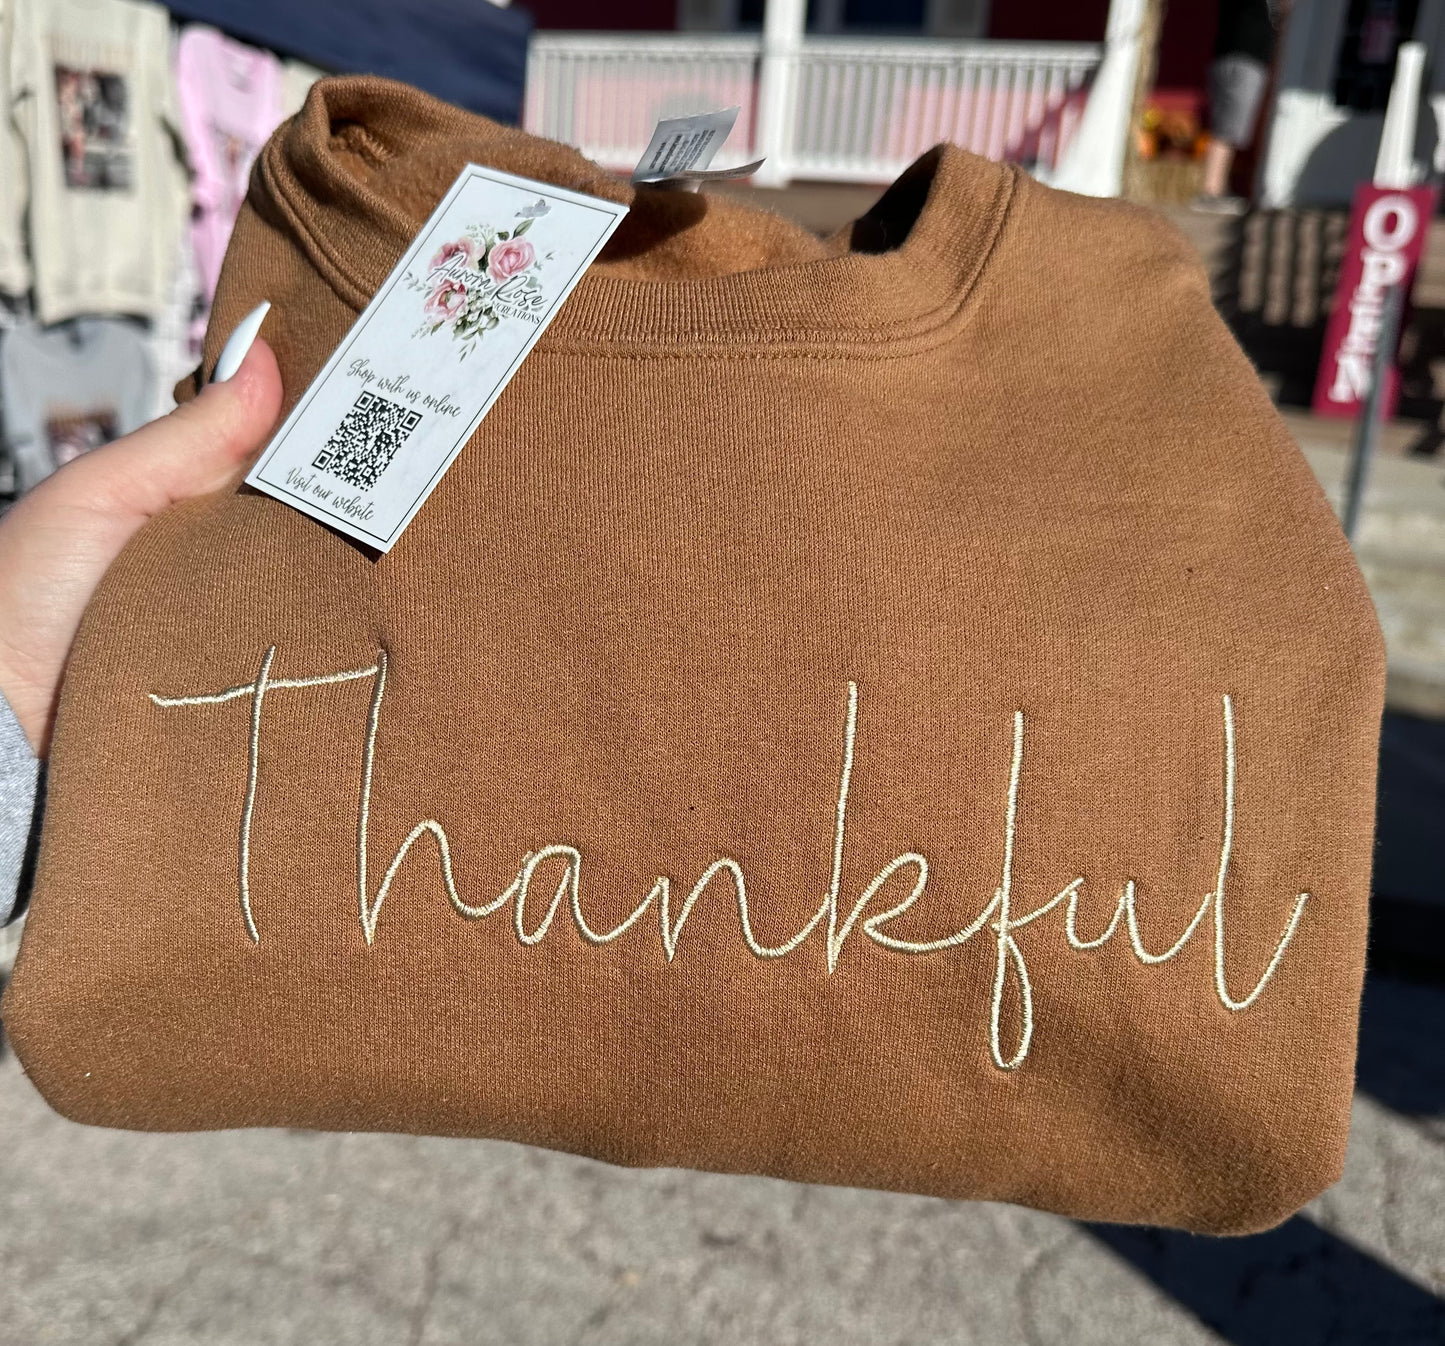 Aurora Rose
CREATIONS
Shop with us online
Visit our website
Thankful
OPEN